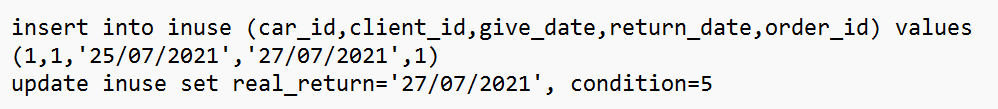 insert into inuse (car_id,client_id,give_date,return_date,order_id) values
(1,1,'25/07/2021','27/07/2021',1)
update inuse set real_return='27/07/2021', condition=5